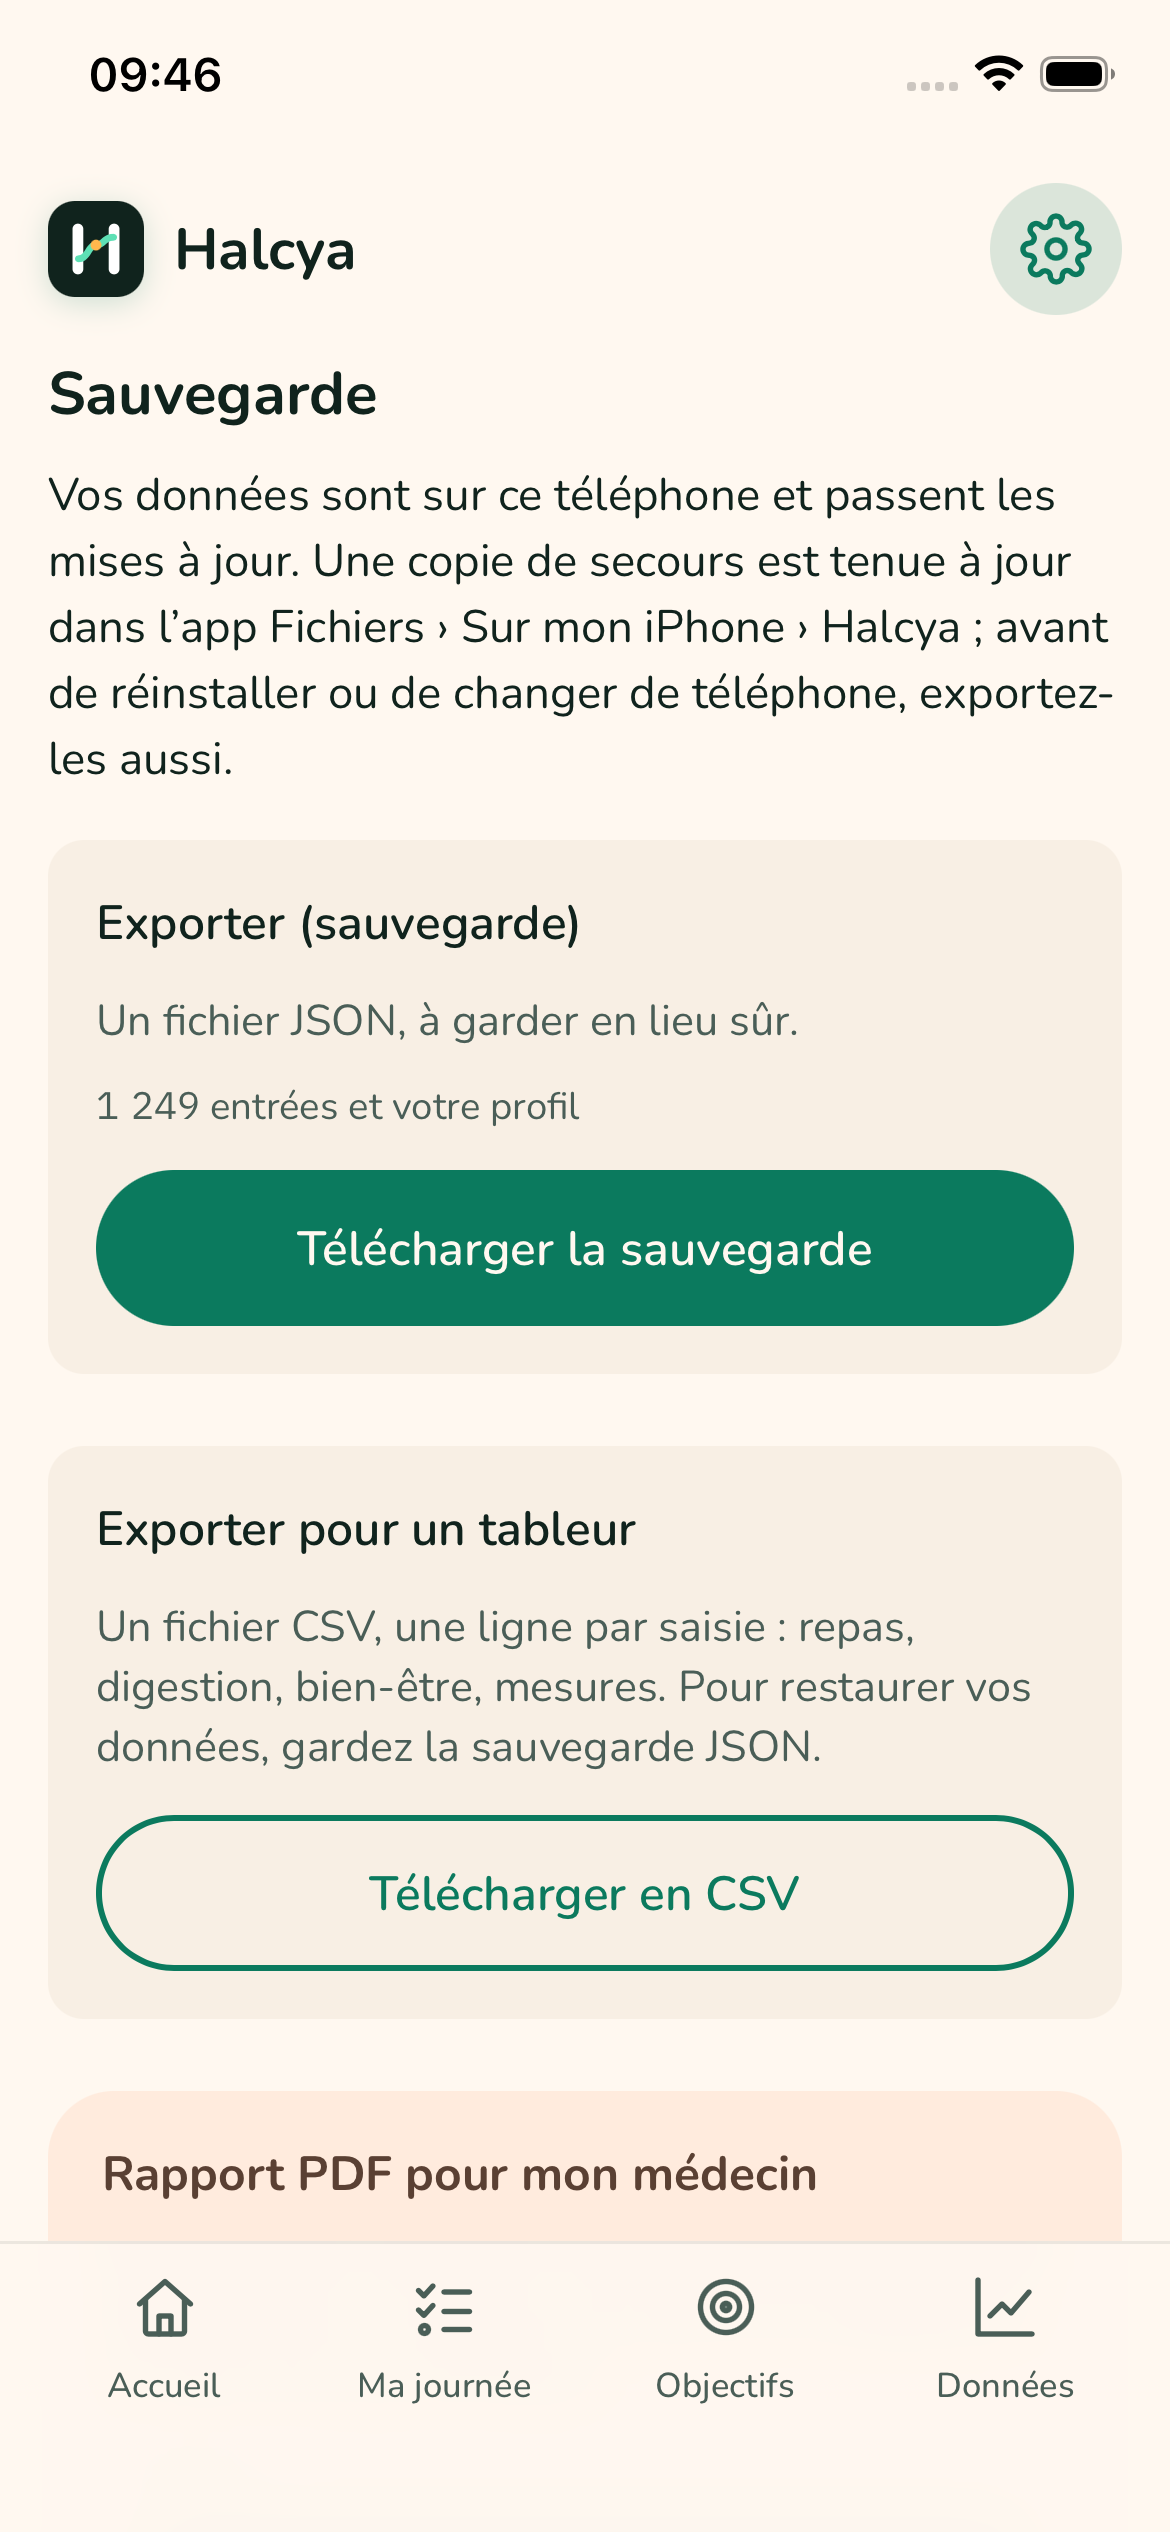 09:46
Halcya
Sauvegarde
Vos données sont sur ce téléphone et passent les
mises à jour. Une copie de secours est tenue à jour
dans l’app Fichiers › Sur mon iPhone › Halcya ; avant
de réinstaller ou de changer de téléphone, exportez-
les aussi.
Exporter (sauvegarde)
Un fichier JSON, à garder en lieu sûr.
1 249 entrées et votre profil
Télécharger la sauvegarde
Exporter pour un tableur
Un fichier CSV, une ligne par saisie : repas,
digestion, bien-être, mesures. Pour restaurer vos
données, gardez la sauvegarde JSON.
Télécharger en CSV
Rapport PDF pour mon médecin
Accueil
Ma journée
Objectifs
Données